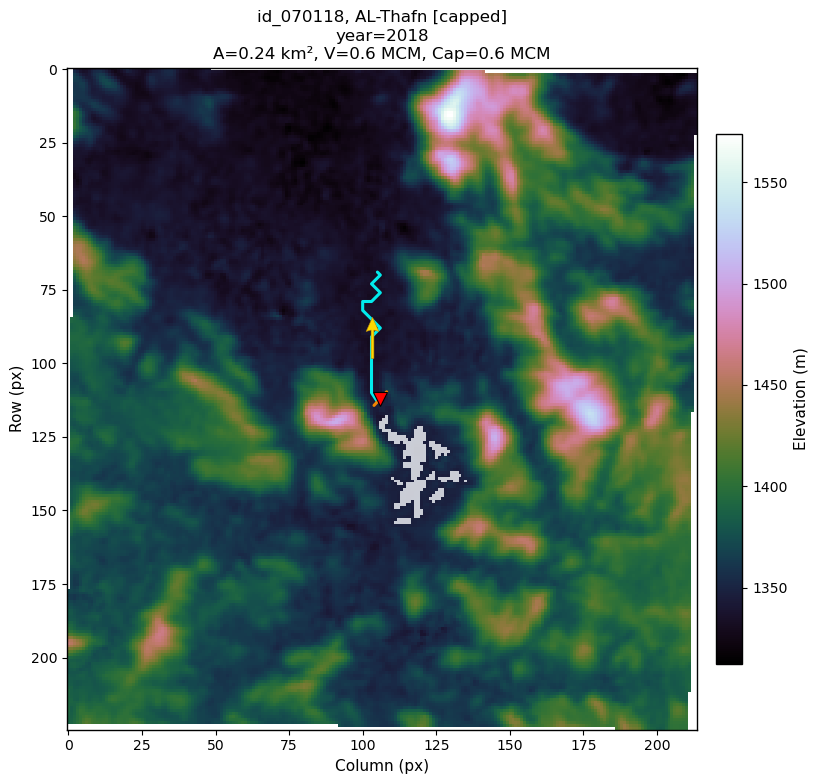 id_070118, AL-Thafn [capped]
year=2018
A=0.24 km², V=0.6 MCM, Cap=0.6 MCM
0
25
50
75
100
125
150
175
200
Row (px)
0 25 50 75 100 125 150 175 200
Column (px)
1550
1500
1450
1400
1350
Elevation (m)